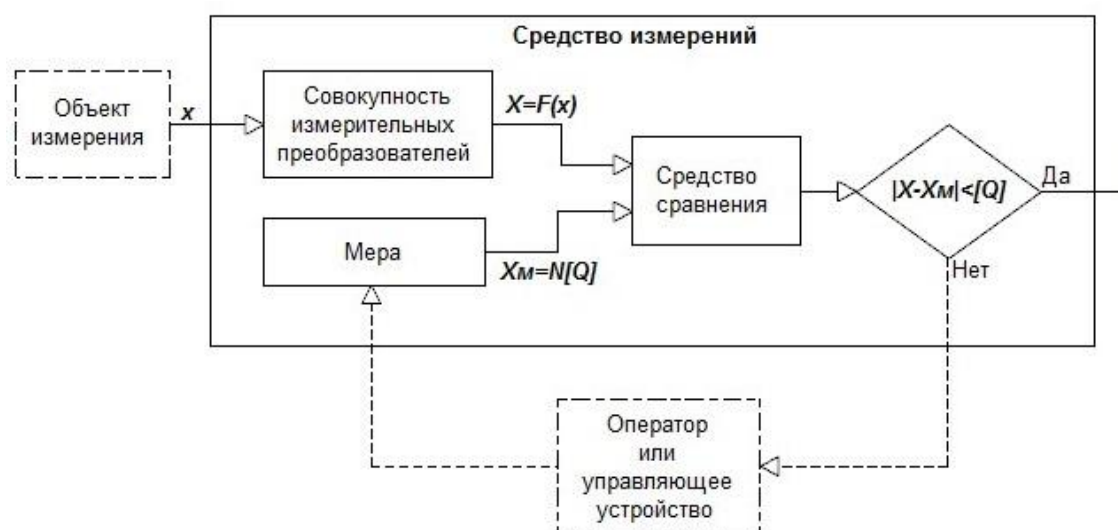 Средство измерений
Объект
измерения
x
Совокупность
измерительных
преобразователей
X=F(x)
Мера
Xм=N[Q]
Средство
сравнения
|X-Xм|<[Q]
Да
Нет
Оператор
или
управляющее
устройство